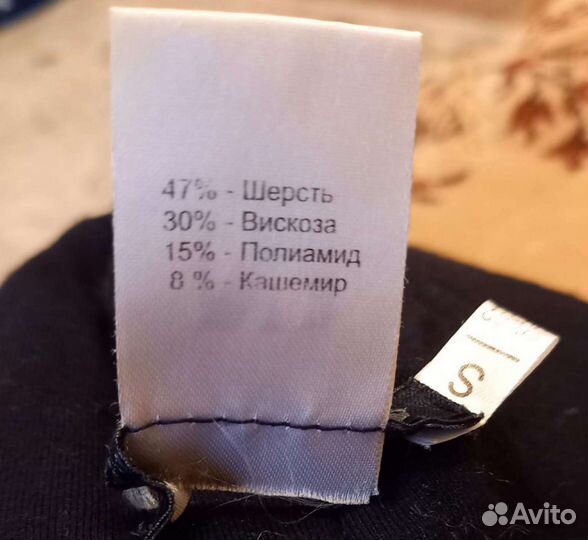 47% - Шерсть
30% - Вискоза
15% - Полиамид
8 % - Кашемир
S
Avito